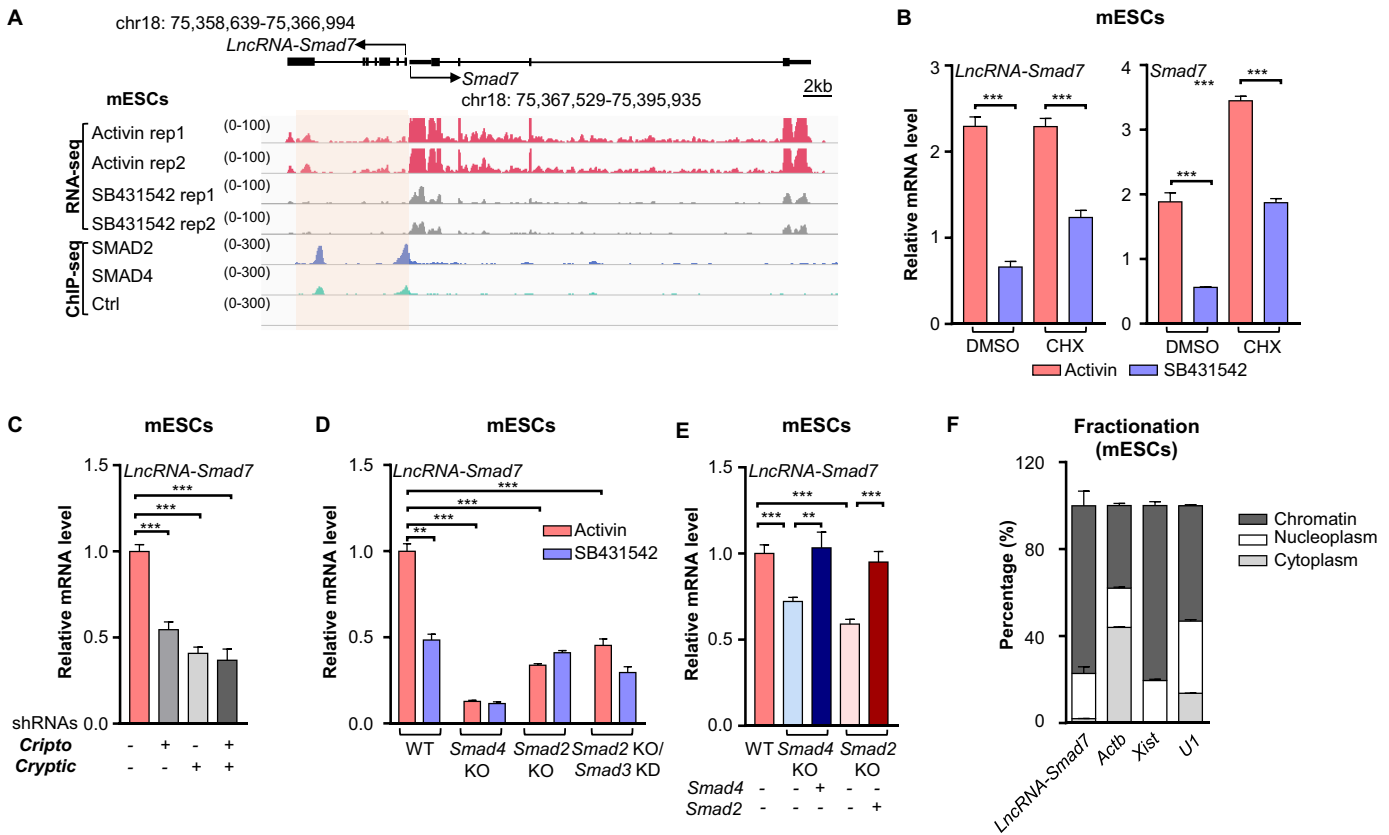 A
chr18: 75,358,639-75,366,994
LncRNA-Smad7
Smad7
mESCs
chr18: 75,367,529-75,395,935
2kb
RNA-seq
Activin rep1 (0-100)
Activin rep2 (0-100)
SB431542 rep1 (0-100)
SB431542 rep2 (0-100)
ChIP-seq
SMAD2 (0-300)
SMAD4 (0-300)
Ctrl (0-300)
B
mESCs
Relative mRNA level
LncRNA-Smad7
3
2
1
0
*** ***
DMSO CHX
Smad7
6
4
2
0
***
***
***
DMSO CHX
Activin SB431542
C
mESCs
LncRNA-Smad7
Relative mRNA level
1.5
1.0
0.5
0.0
***
***
***
shRNAs
Cripto - + - +
Cryptic - - + +
D
mESCs
LncRNA-Smad7
Relative mRNA level
1.5
1.0
0.5
0.0
***
***
***
**
Activin
SB431542
WT Smad4 KO Smad2 KO Smad2 KO/ Smad3 KD
E
mESCs
LncRNA-Smad7
Relative mRNA level
1.5
1.0
0.5
0.0
*** ***
*** **
WT Smad4 KO Smad2 KO
Smad4 - - + - -
Smad2 - - - - +
F
Fractionation
(mESCs)
Percentage (%)
120
80
40
0
Chromatin
Nucleoplasm
Cytoplasm
LncRNA-Smad7 Actb Xist U1